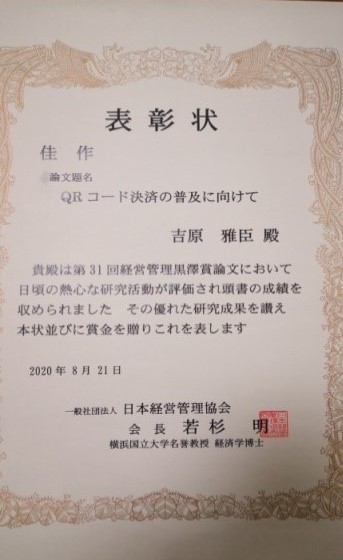 表彰状
佳作
論文題名
QRコード決済の普及に向けて
吉原 雅臣 殿
貴殿は第31回経営管理黒澤賞論文において
日頃の熱心な研究活動が評価され頭書の成績を
収められました その優れた研究成果を讃え
本状並びに賞金を贈りこれを表します
2020年8月21日
一般社団法人 日本経営管理協会
会長 若杉 明
横浜国立大学名誉教授 経済学博士